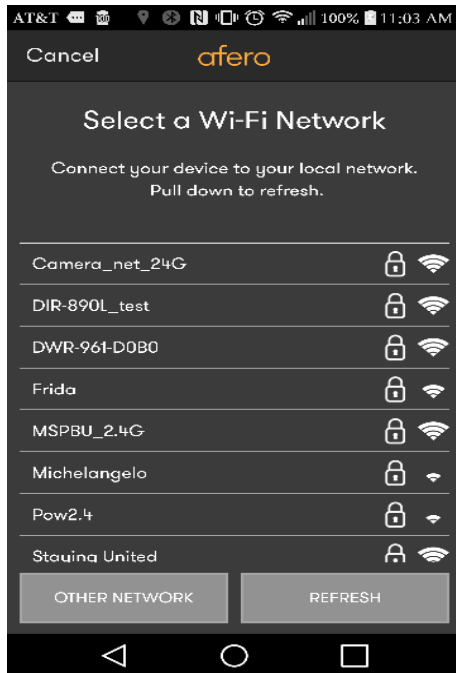 AT&T 100% 11:03 AM
Cancel afero
Select a Wi-Fi Network
Connect your device to your local network.
Pull down to refresh.
Camera_net_24G
DIR-890L_test
DWR-961-D0B0
Frida
MSPBU_2.4G
Michelangelo
Pow2.4
Staying United
OTHER NETWORK REFRESH